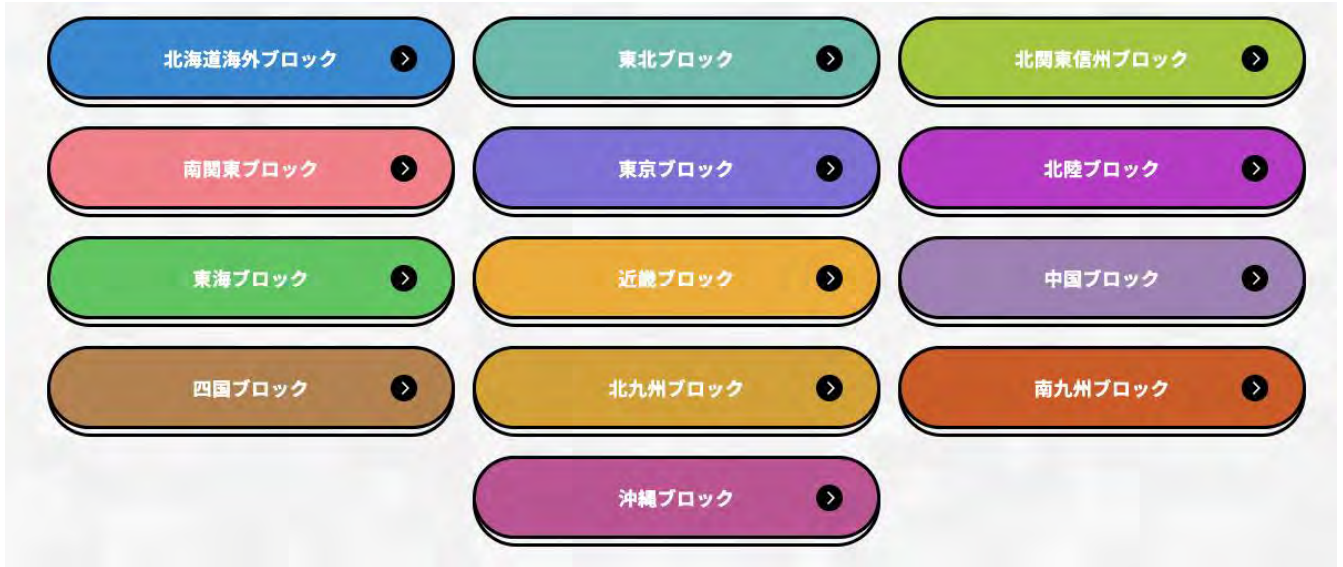 北海道海外ブロック
東北ブロック
北関東信州ブロック
南関東ブロック
東京ブロック
北陸ブロック
東海ブロック
近畿ブロック
中国ブロック
四国ブロック
北九州ブロック
南九州ブロック
沖縄ブロック